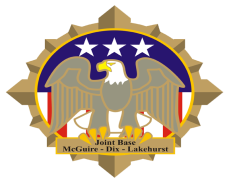 Joint Base
McGuire - Dix - Lakehurst